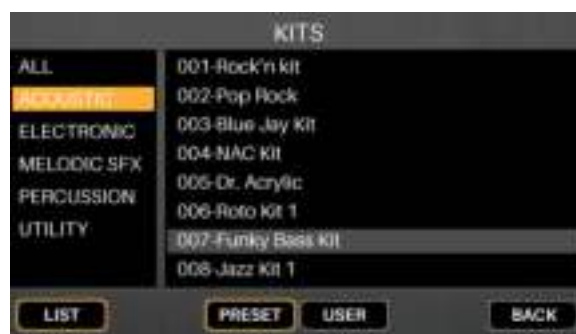 KITS
ALL
ACOUSTIC
ELECTRONIC
MELODIC SFX
PERCUSSION
UTILITY
001-Rock'n kit
002-Pop Rock
003-Blue Jay Kit
004-NAC Kit
005-Dr. Acrylic
006-Roto Kit 1
007-Funky Bass Kit
008-Jazz Kit 1
LIST
PRESET
USER
BACK